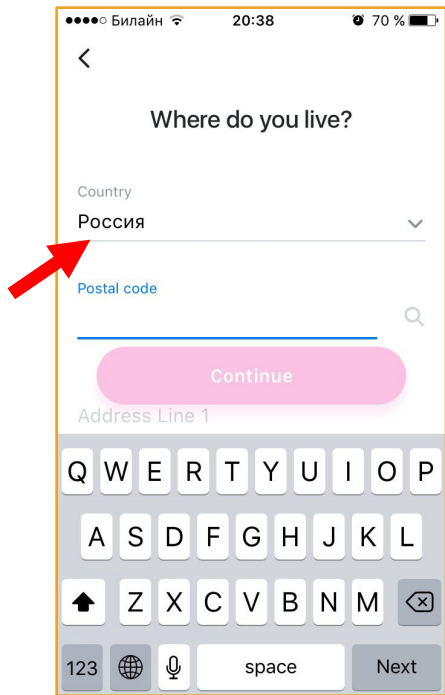 Билайн 20:38 70 %
Where do you live?
Country
Россия
Postal code
Continue
Address Line 1
Q W E R T Y U I O P
A S D F G H J K L
Z X C V B N M
123 space Next